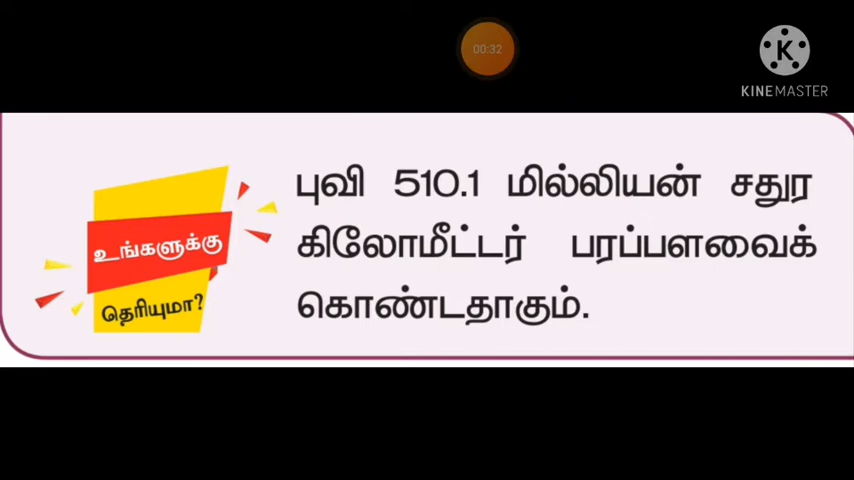 00:32
K
KINEMASTER
புவி 510.1 மில்லியன் சதுர
கிலோமீட்டர் பரப்பளவைக்
கொண்டதாகும்.
உங்களுக்கு
தெரியுமா?